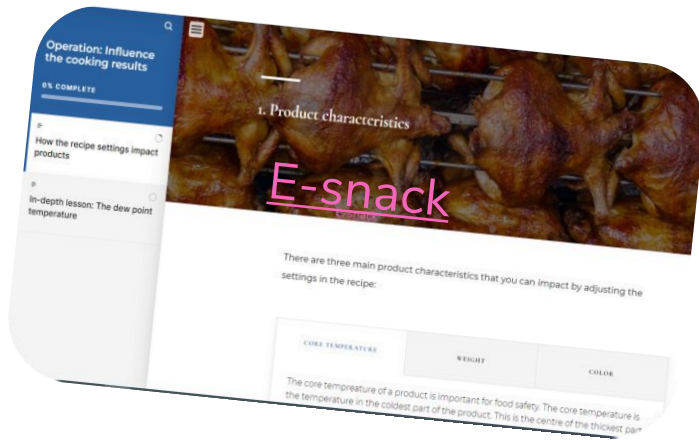 Operation: Influence
the cooking results
0% COMPLETE
How the recipe settings impact
products
In-depth lesson: The dew point
temperature
1. Product characteristics
E-snack
There are three main product characteristics that you can impact by adjusting the
settings in the recipe:
CORE TEMPERATURE
WEIGHT
COLOR
The core tempreature of a product is important for food safety. The core temperature is
the temperature in the coldest part of the product. This is the centre of the thickest part